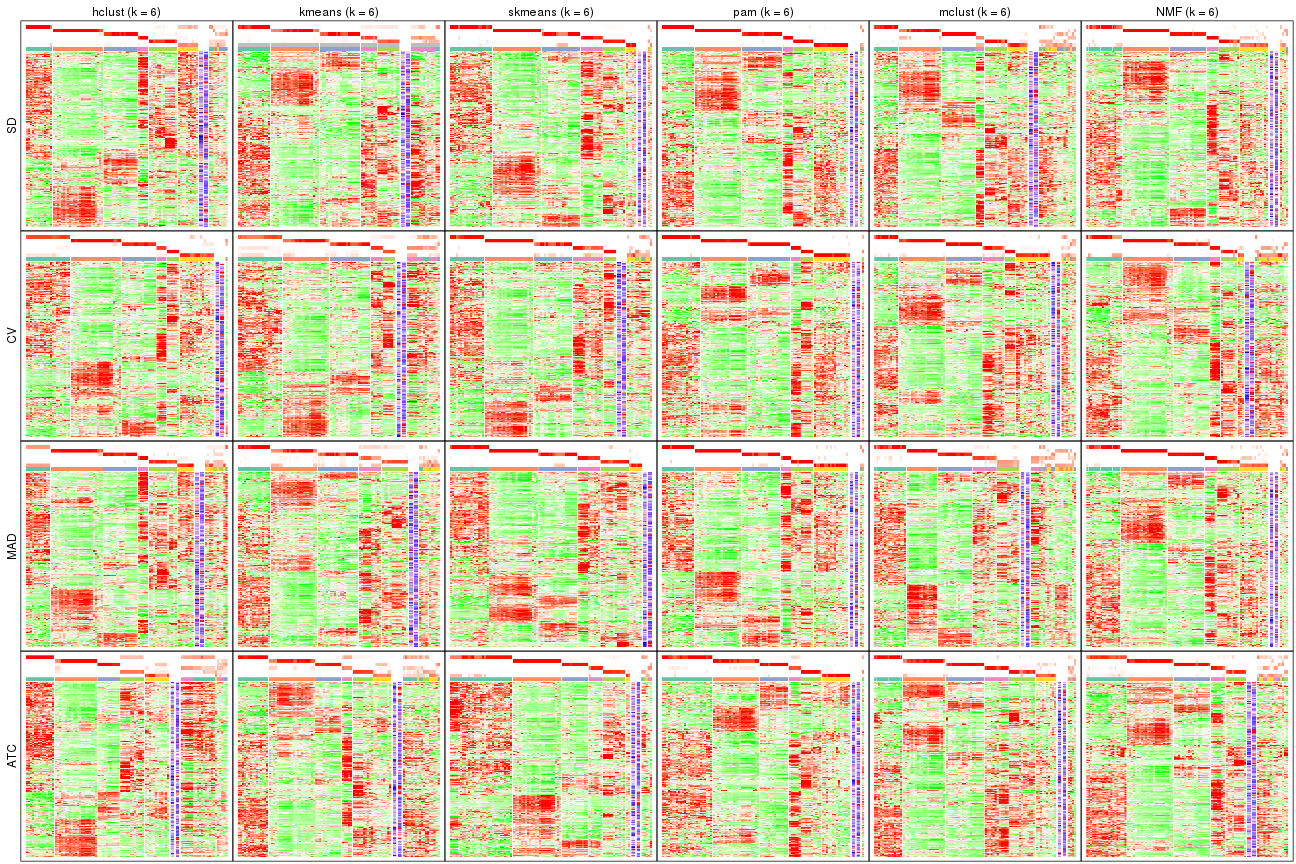 hclust (k = 6) kmeans (k = 6) skmeans (k = 6) pam (k = 6) mclust (k = 6) NMF (k = 6)
SD
CV
MAD
ATC